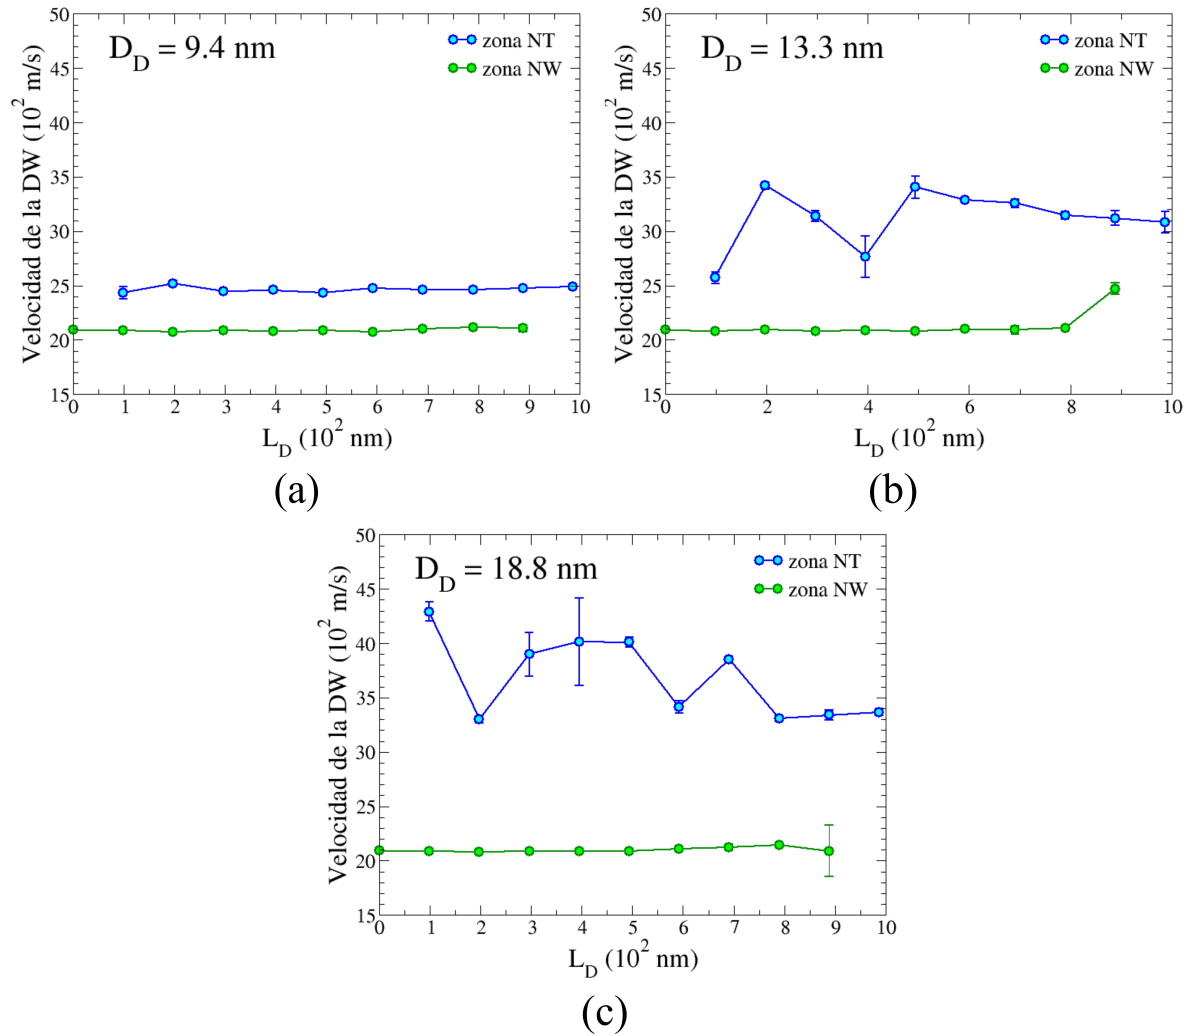 D_D = 9.4 nm
zona NT
zona NW
Velocidad de la DW (10^2 m/s)
50
45
40
35
30
25
20
15
0 1 2 3 4 5 6 7 8 9 10
L_D (10^2 nm)
(a)
D_D = 13.3 nm
zona NT
zona NW
Velocidad de la DW (10^2 m/s)
50
45
40
35
30
25
20
15
0 2 4 6 8 10
L_D (10^2 nm)
(b)
D_D = 18.8 nm
zona NT
zona NW
Velocidad de la DW (10^2 m/s)
50
45
40
35
30
25
20
15
0 1 2 3 4 5 6 7 8 9 10
L_D (10^2 nm)
(c)